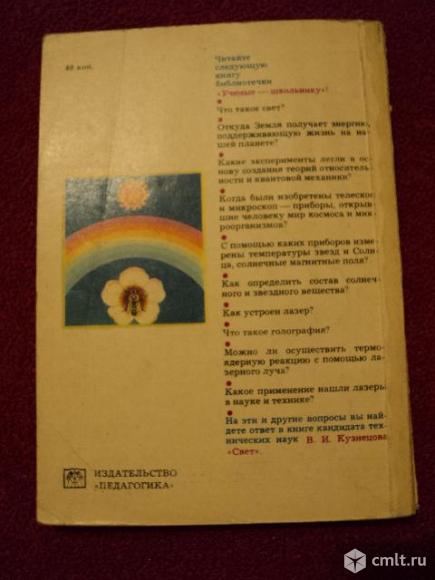 40 коп.
Читайте
следующую
книгу
библиотечки
«Ученые — школьнику»!
Что такое свет?
Откуда Земля получает энергию,
поддерживающую жизнь на на-
шей планете?
Какие эксперименты легли в ос-
нову создания теорий относитель-
ности и квантовой механики?
Когда были изобретены телескоп
и микроскоп — приборы, открыв-
шие человеку мир космоса и мик-
роорганизмов?
С помощью каких приборов изме-
рены температуры звезд и Солн-
ца, солнечные магнитные поля?
Как определить состав солнеч-
ного и звездного вещества?
Как устроен лазер?
Что такое голография?
Можно ли осуществить термо-
ядерную реакцию с помощью ла-
зерного луча?
Какое применение нашли лазеры
в науке и технике?
На эти и другие вопросы вы най-
дете ответ в книге кандидата тех-
нических наук В. И. Кузнецова
«Свет».
ИЗДАТЕЛЬСТВО
«ПЕДАГОГИКА»
cmlt.ru